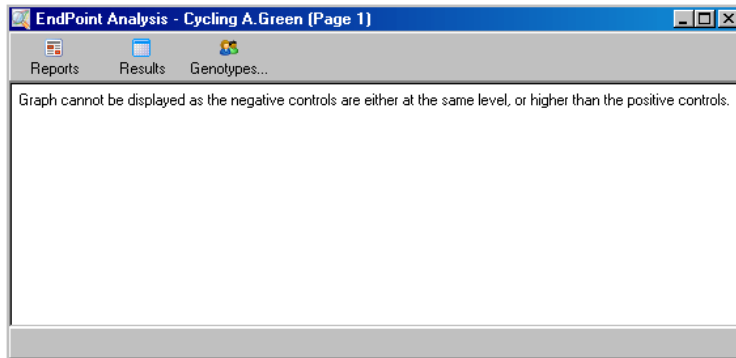 EndPoint Analysis - Cycling A.Green (Page 1)
Reports Results Genotypes...
Graph cannot be displayed as the negative controls are either at the same level, or higher than the positive controls.